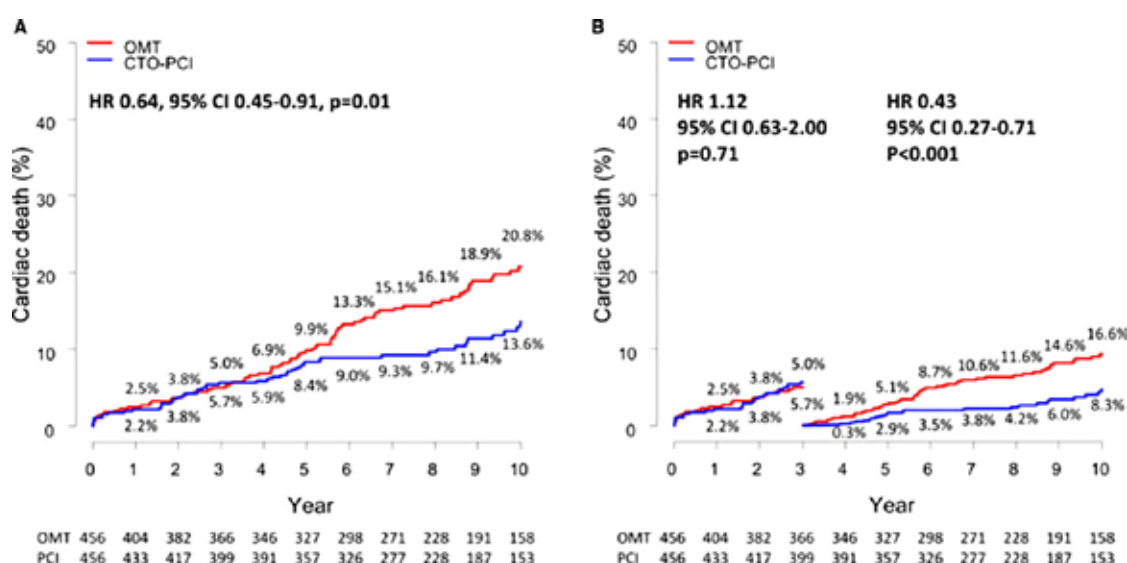 A
50
OMT
CTO-PCI
HR 0.64, 95% CI 0.45-0.91, p=0.01
40
Cardiac death (%)
30
20
10
0
20.8%
18.9%
16.1%
15.1%
13.3%
9.9%
6.9%
5.0%
3.8%
2.5%
2.2%
3.8%
5.7%
5.9%
8.4%
9.0%
9.3%
9.7%
11.4%
13.6%
0 1 2 3 4 5 6 7 8 9 10
Year
OMT 456 404 382 366 346 327 298 271 228 191 158
PCI 456 433 417 399 391 357 326 277 228 187 153
B
50
OMT
CTO-PCI
HR 1.12
95% CI 0.63-2.00
p=0.71
HR 0.43
95% CI 0.27-0.71
P<0.001
40
Cardiac death (%)
30
20
10
0
2.5%
3.8%
5.0%
2.2%
3.8%
5.7%
1.9%
5.1%
8.7%
10.6%
11.6%
14.6%
16.6%
0.3%
2.9%
3.5%
3.8%
4.2%
6.0%
8.3%
0 1 2 3 4 5 6 7 8 9 10
Year
OMT 456 404 382 366 346 327 298 271 228 191 158
PCI 456 433 417 399 391 357 326 277 228 187 153